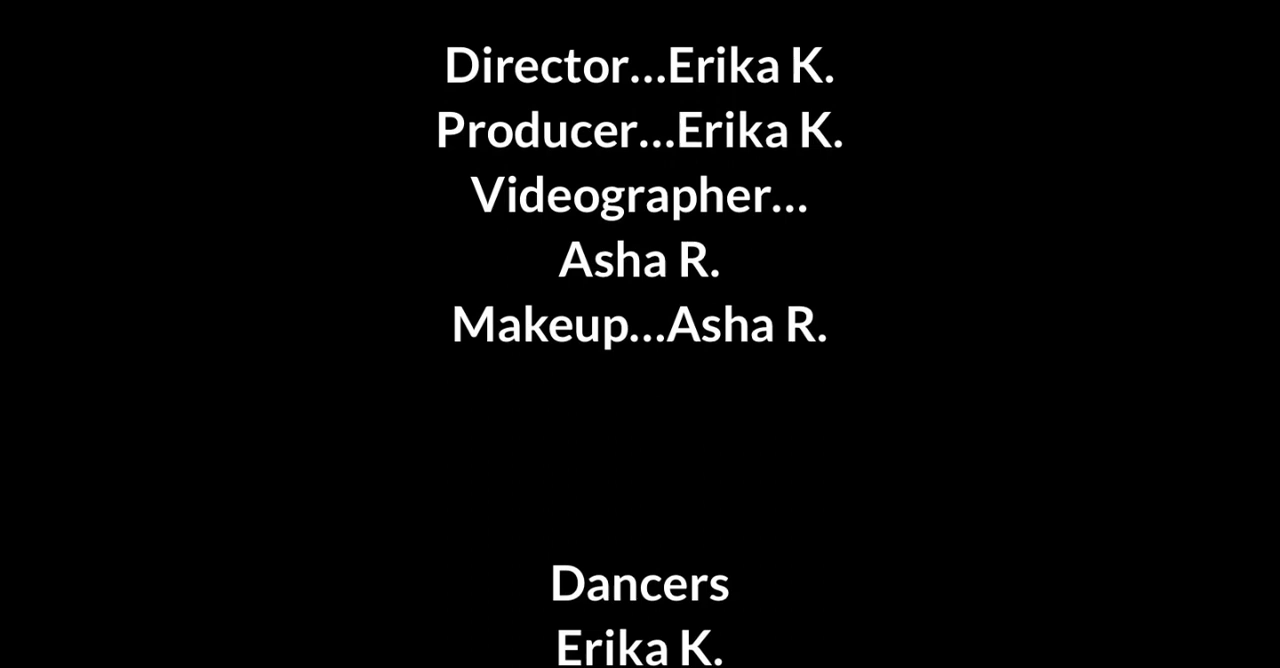 Director...Erika K.
Producer...Erika K.
Videographer...
Asha R.
Makeup...Asha R.
Dancers
Erika K.